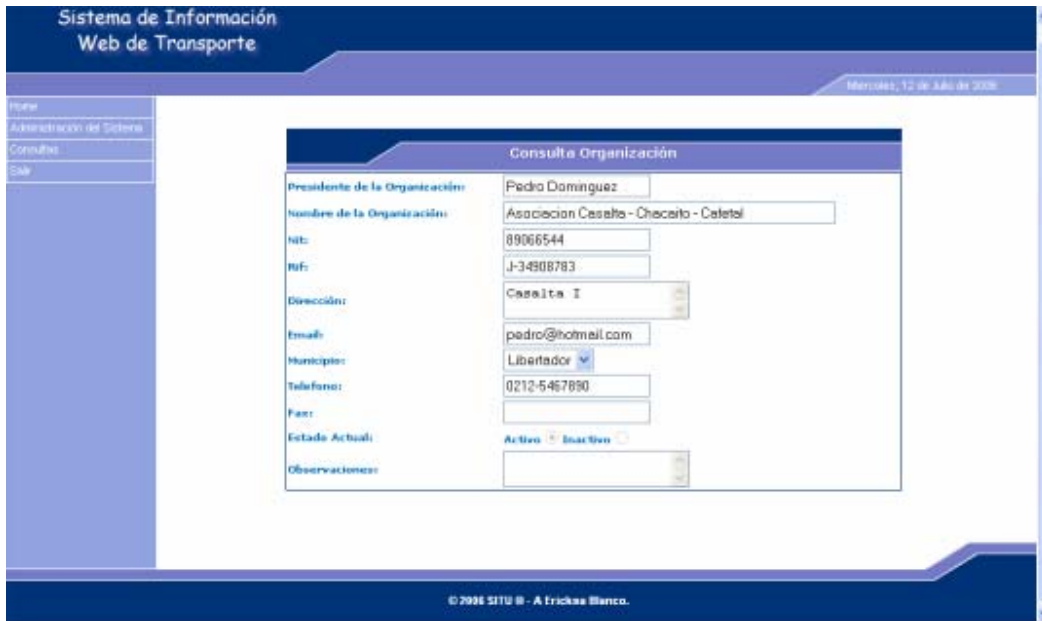 Sistema de Información
Web de Transporte
Miercoles, 12 de Julio de 2006
Home
Administración del Sistema
Consultas
Salir
Consulta Organización
Presidente de la Organización: Pedro Dominguez
Nombre de la Organización: Asociacion Casalta - Chacaito - Cafetal
Nit: 89066544
Rif: J-34908783
Dirección: Casalta I
Email: pedro@hotmail.com
Municipio: Libertador
Telefono: 0212-5467890
Fax:
Estado Actual: Activo Inactivo
Observaciones:
© 2006 SITU ® - A Ericksa Blanco.